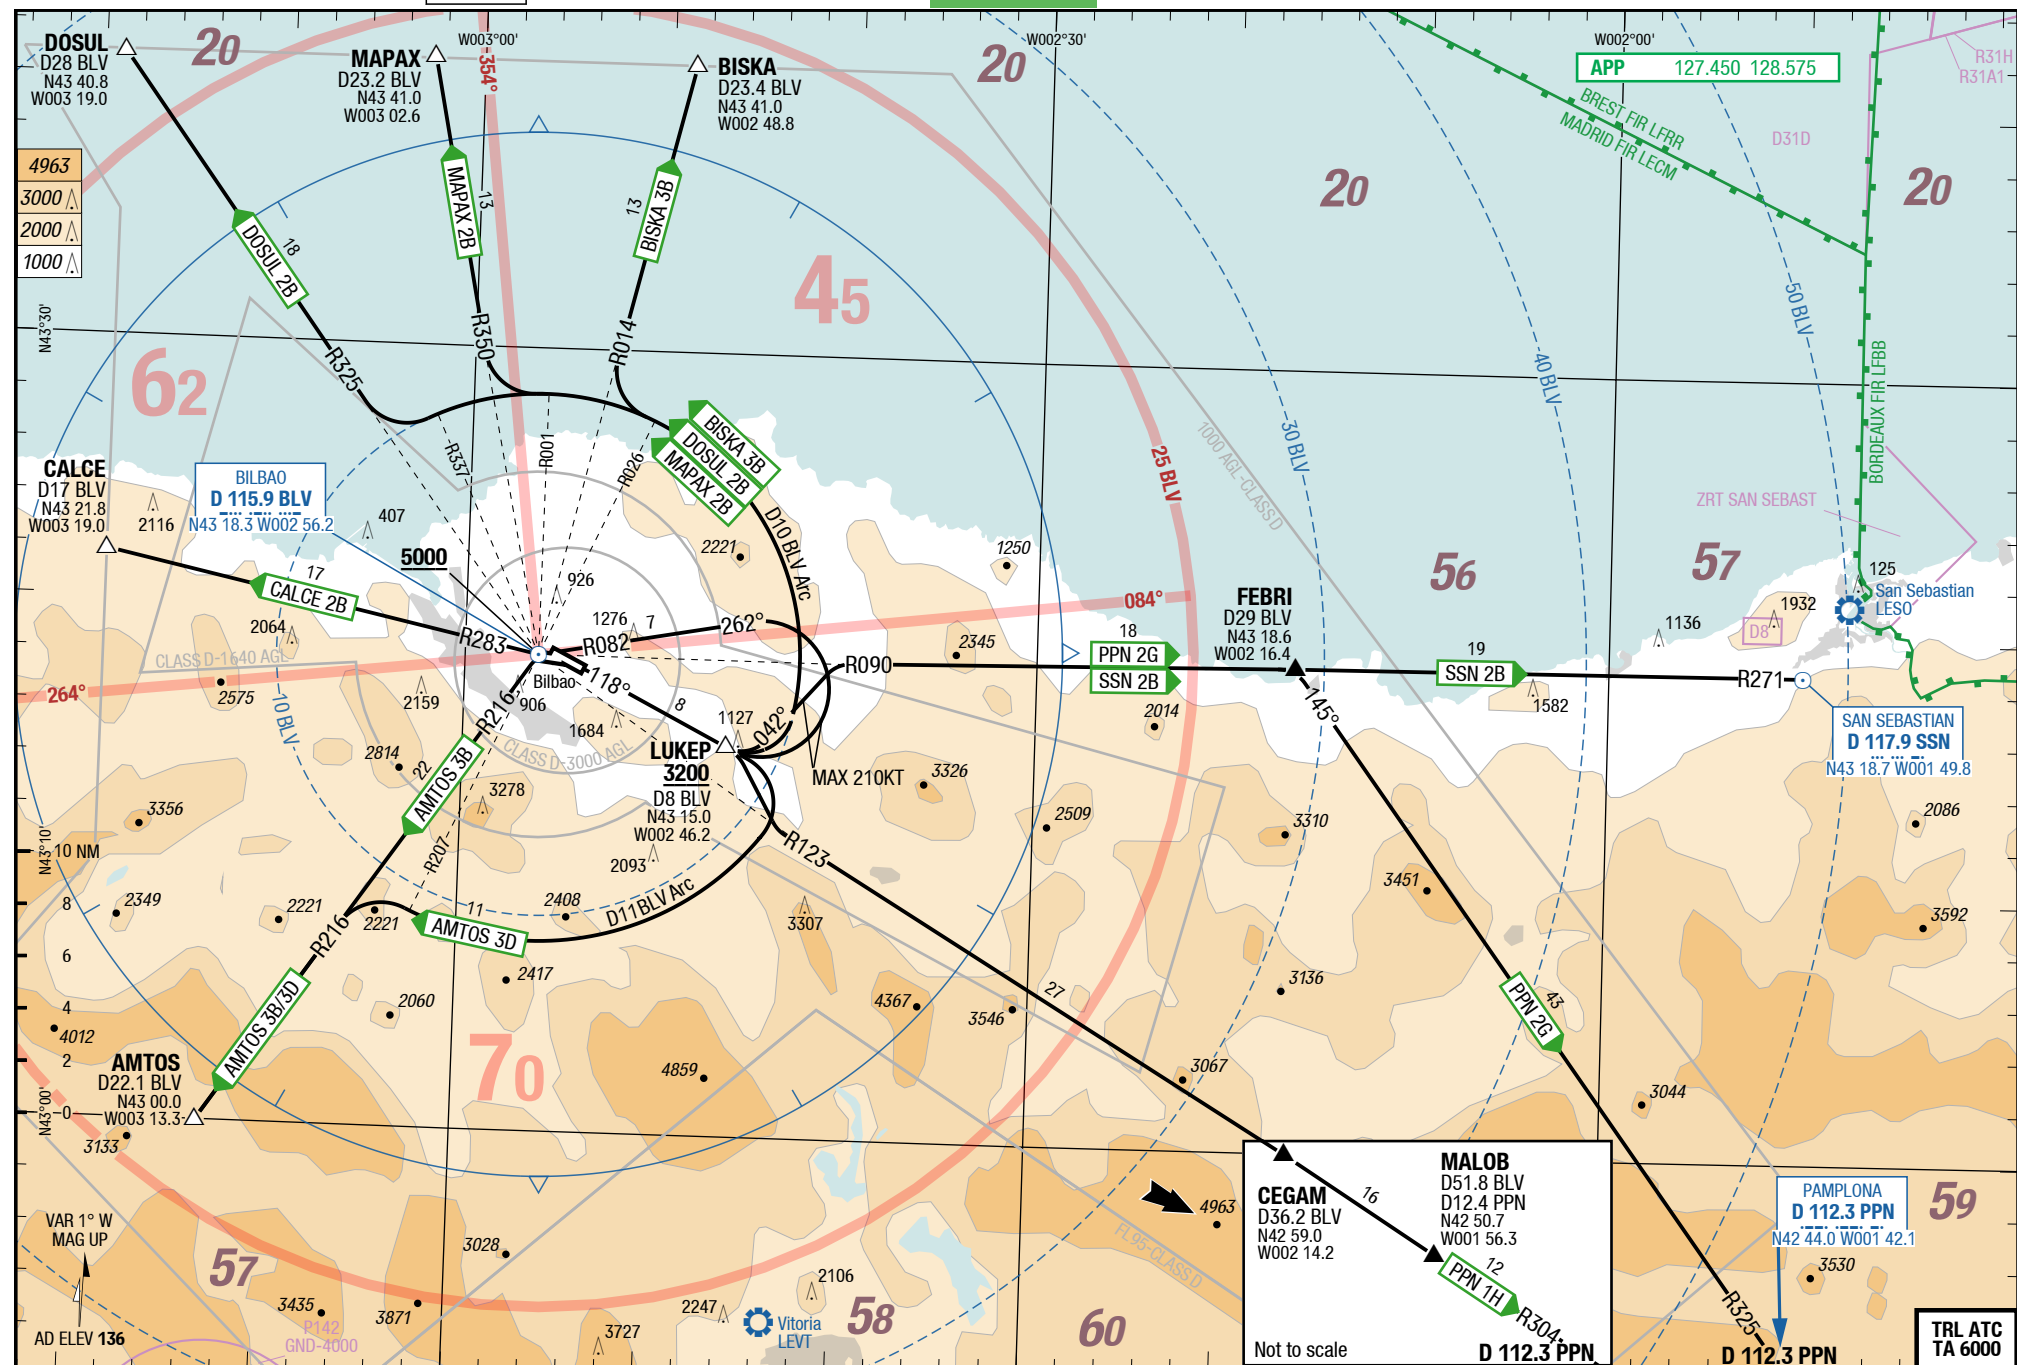 DOSUL
D28 BLV
N43 40.8
W003 19.0
20
MAPAX
D23.2 BLV
N43 41.0
W003 02.6
W003°00'
354°
BISKA
D23.4 BLV
N43 41.0
W002 48.8
20
W002°30'
W002°00'
APP 127.450 128.575
R31H
R31A1
BREST FIR LFRR
MADRID FIR LECM
D31D
20
20
4963
3000
2000
1000
DOSUL 2B
18
MAPAX 2B
13
BISKA 3B
13
45
62
N43°30'
R325
R350
R014
50 BLV
40 BLV
30 BLV
25 BLV
BORDEAUX FIR LFBB
1000 AGL-CLASS D
R337
R001
R026
BISKA 3B
DOSUL 2B
MAPAX 2B
D10 BLV Arc
CALCE
D17 BLV
N43 21.8
W003 19.0
2116
BILBAO
D 115.9 BLV
N43 18.3 W002 56.2
407
5000
2221
1250
56
57
ZRT SAN SEBAST
125
San Sebastian
LESO
17
CALCE 2B
R283
2064
CLASS D-1640 AGL
926
1276
7
R082
262°
084°
2345
FEBRI
D29 BLV
N43 18.6
W002 16.4
18
PPN 2G
SSN 2B
R090
19
SSN 2B
R271
1136
1932
D8
264°
2575
10 BLV
2159
Bilbao
906
R216
118°
8
1684
CLASS D-3000 AGL
1127
042°
LUKEP
3200
D8 BLV
N43 15.0
W002 46.2
MAX 210KT
2014
145°
1582
SAN SEBASTIAN
D 117.9 SSN
N43 18.7 W001 49.8
2814
22
AMTOS 3B
3278
3326
2509
3310
2086
3356
N43°10'
10 NM
8
6
4
2
0
R207
2093
R123
3451
2349
2221
2221
R216
11
AMTOS 3D
2408
D11BLV Arc
3307
3592
2417
2060
AMTOS 3B/3D
4367
3546
27
3136
PPN 2G
43
4012
AMTOS
D22.1 BLV
N43 00.0
W003 13.3
N43°00'
70
4859
3067
3044
3133
4963
FL95-CLASS D
CEGAM
D36.2 BLV
N42 59.0
W002 14.2
16
MALOB
D51.8 BLV
D12.4 PPN
N42 50.7
W001 56.3
12
PPN 1H
R304
Not to scale
D 112.3 PPN
PAMPLONA
D 112.3 PPN
N42 44.0 W001 42.1
59
3530
R325
D 112.3 PPN
VAR 1° W
MAG UP
AD ELEV 136
57
3028
3435
3871
P142
GND-4000
3727
2247
2106
Vitoria
LEVT
58
60
TRL ATC
TA 6000